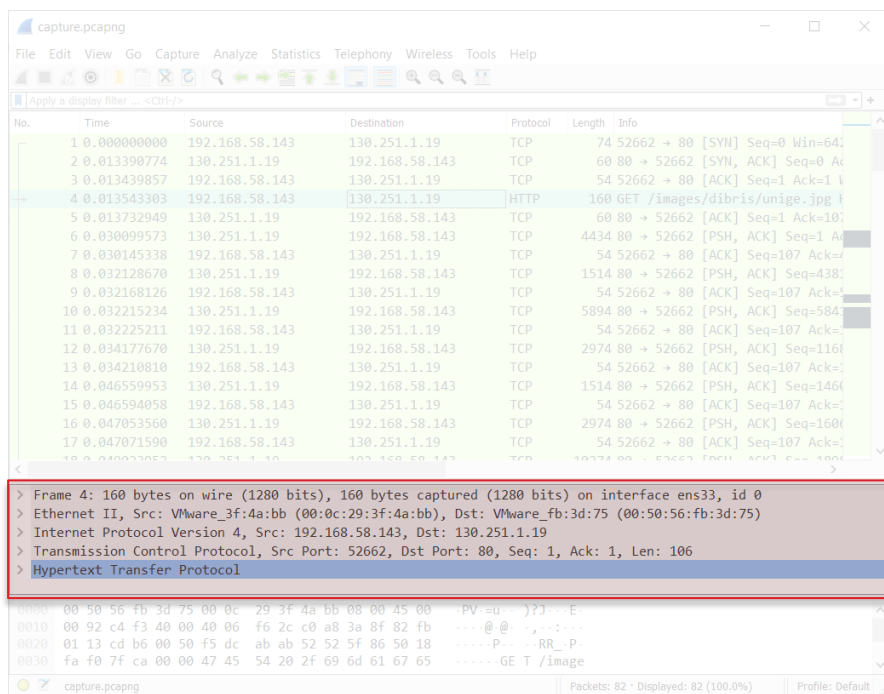 capture.pcapng
File Edit View Go Capture Analyze Statistics Telephony Wireless Tools Help
Apply a display filter ... <Ctrl-/>
No. Time Source Destination Protocol Length Info
1 0.000000000 192.168.58.143 130.251.1.19 TCP 74 52662 → 80 [SYN] Seq=0 Win=642
2 0.013390774 130.251.1.19 192.168.58.143 TCP 60 80 → 52662 [SYN, ACK] Seq=0 Ac
3 0.013439857 192.168.58.143 130.251.1.19 TCP 54 52662 → 80 [ACK] Seq=1 Ack=1 W
4 0.013543303 192.168.58.143 130.251.1.19 HTTP 160 GET /images/dibris/unige.jpg H
5 0.013732949 130.251.1.19 192.168.58.143 TCP 60 80 → 52662 [ACK] Seq=1 Ack=107
6 0.030099573 130.251.1.19 192.168.58.143 TCP 4434 80 → 52662 [PSH, ACK] Seq=1 Ac
7 0.030145338 192.168.58.143 130.251.1.19 TCP 54 52662 → 80 [ACK] Seq=107 Ack=4
8 0.032128670 130.251.1.19 192.168.58.143 TCP 1514 80 → 52662 [PSH, ACK] Seq=4381
9 0.032168126 192.168.58.143 130.251.1.19 TCP 54 52662 → 80 [ACK] Seq=107 Ack=5
10 0.032215234 130.251.1.19 192.168.58.143 TCP 5894 80 → 52662 [PSH, ACK] Seq=5841
11 0.032225211 192.168.58.143 130.251.1.19 TCP 54 52662 → 80 [ACK] Seq=107 Ack=1
12 0.034177670 130.251.1.19 192.168.58.143 TCP 2974 80 → 52662 [PSH, ACK] Seq=1168
13 0.034210810 192.168.58.143 130.251.1.19 TCP 54 52662 → 80 [ACK] Seq=107 Ack=1
14 0.046559953 130.251.1.19 192.168.58.143 TCP 1514 80 → 52662 [PSH, ACK] Seq=1460
15 0.046594058 192.168.58.143 130.251.1.19 TCP 54 52662 → 80 [ACK] Seq=107 Ack=1
16 0.047053560 130.251.1.19 192.168.58.143 TCP 2974 80 → 52662 [PSH, ACK] Seq=1606
17 0.047071590 192.168.58.143 130.251.1.19 TCP 54 52662 → 80 [ACK] Seq=107 Ack=1
Frame 4: 160 bytes on wire (1280 bits), 160 bytes captured (1280 bits) on interface ens33, id 0
Ethernet II, Src: VMware_3f:4a:bb (00:0c:29:3f:4a:bb), Dst: VMware_fb:3d:75 (00:50:56:fb:3d:75)
Internet Protocol Version 4, Src: 192.168.58.143, Dst: 130.251.1.19
Transmission Control Protocol, Src Port: 52662, Dst Port: 80, Seq: 1, Ack: 1, Len: 106
Hypertext Transfer Protocol
0000 00 50 56 fb 3d 75 00 0c 29 3f 4a bb 08 00 45 00 ·PV·=u·· )?J···E·
0010 00 92 c4 f3 40 00 40 06 f6 2c c0 a8 3a 8f 82 fb ····@·@· ·,··:···
0020 01 13 cd b6 00 50 f5 dc ab ab 52 52 5f 86 50 18 ·····P·· ··RR_·P·
0030 fa f0 7f ca 00 00 47 45 54 20 2f 69 6d 61 67 65 ······GE T /image
capture.pcapng Packets: 82 · Displayed: 82 (100.0%) Profile: Default